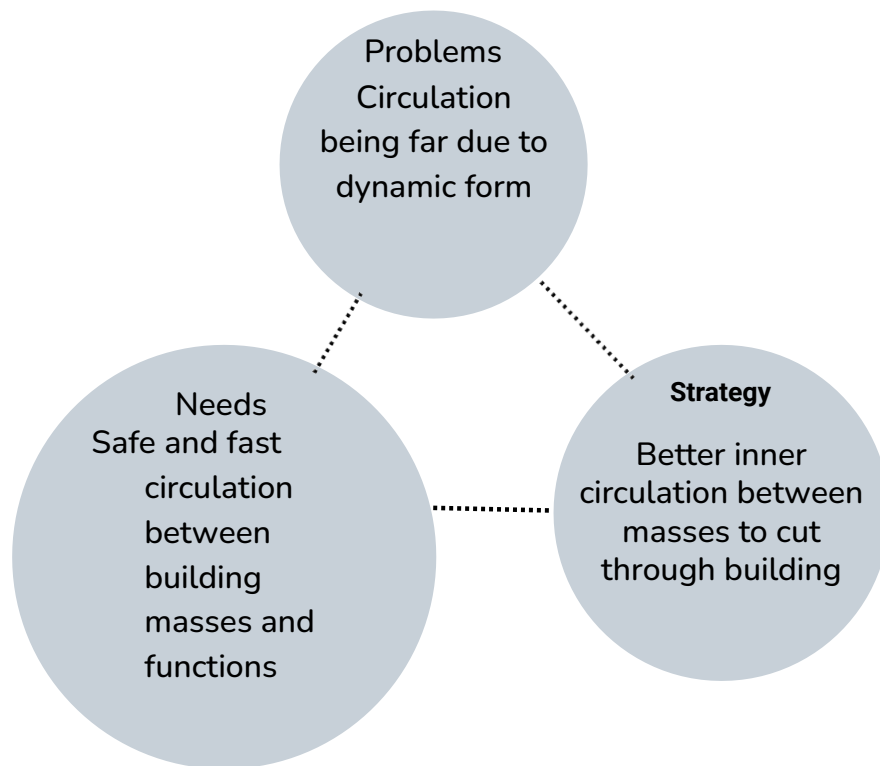 Problems
Circulation
being far due to
dynamic form
Needs
Safe and fast
circulation
between
building
masses and
functions
Strategy
Better inner
circulation between
masses to cut
through building